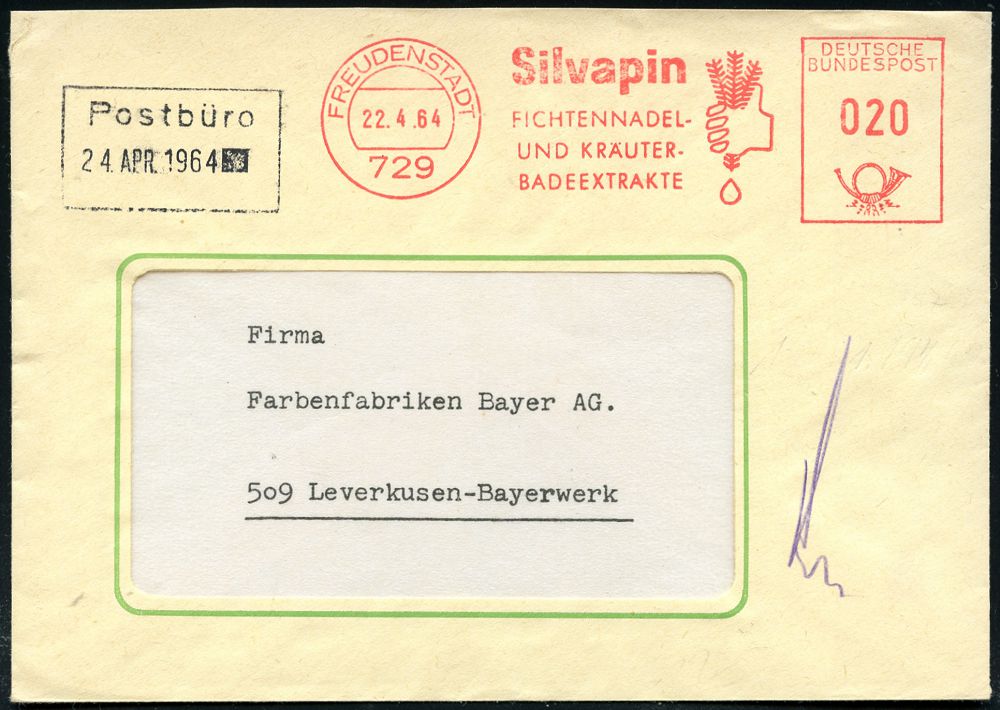 Postbüro
24. APR. 1964
FREUDENSTADT
22.4.64
729
Silvapin
FICHTENNADEL-
UND KRÄUTER-
BADEEXTRAKTE
DEUTSCHE
BUNDESPOST
020
Firma
Farbenfabriken Bayer AG.
509 Leverkusen-Bayerwerk